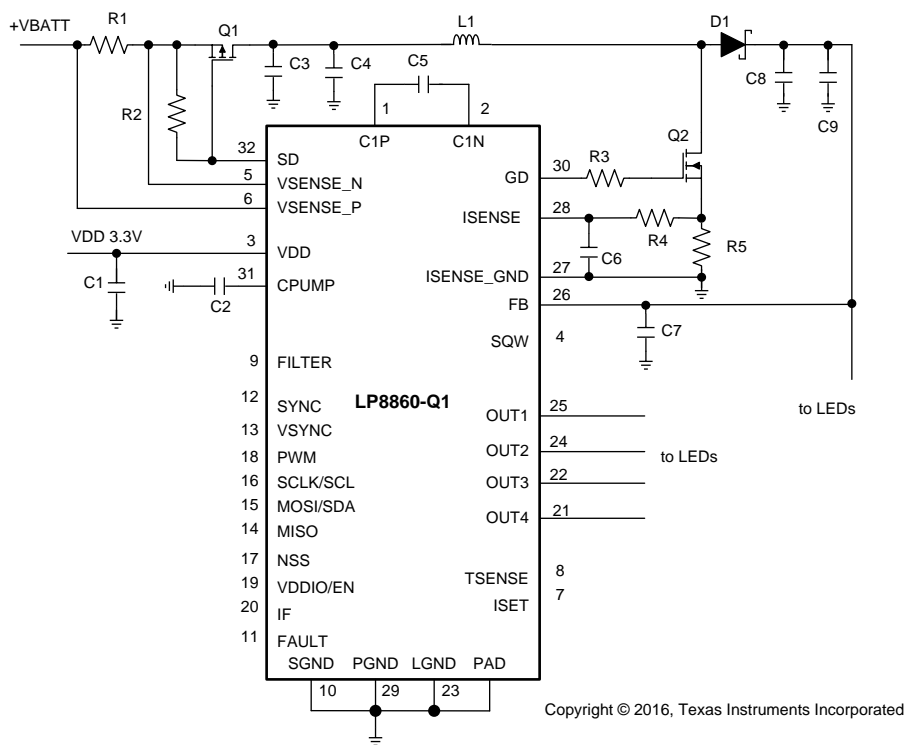 +VBATT
R1
Q1
L1
D1
C3
C4
C5
C8
C9
R2
1
2
C1P
C1N
Q2
32
SD
5
VSENSE_N
6
VSENSE_P
GD
30
R3
ISENSE
28
R4
R5
C6
VDD 3.3V
3
VDD
C1
31
CPUMP
C2
ISENSE_GND
27
FB
26
C7
SQW
4
9
FILTER
LP8860-Q1
12
SYNC
13
VSYNC
18
PWM
16
SCLK/SCL
15
MOSI/SDA
14
MISO
17
NSS
19
VDDIO/EN
20
IF
11
FAULT
to LEDs
OUT1
25
OUT2
24
to LEDs
OUT3
22
OUT4
21
TSENSE
8
ISET
7
SGND
PGND
LGND
PAD
10
29
23
Copyright © 2016, Texas Instruments Incorporated